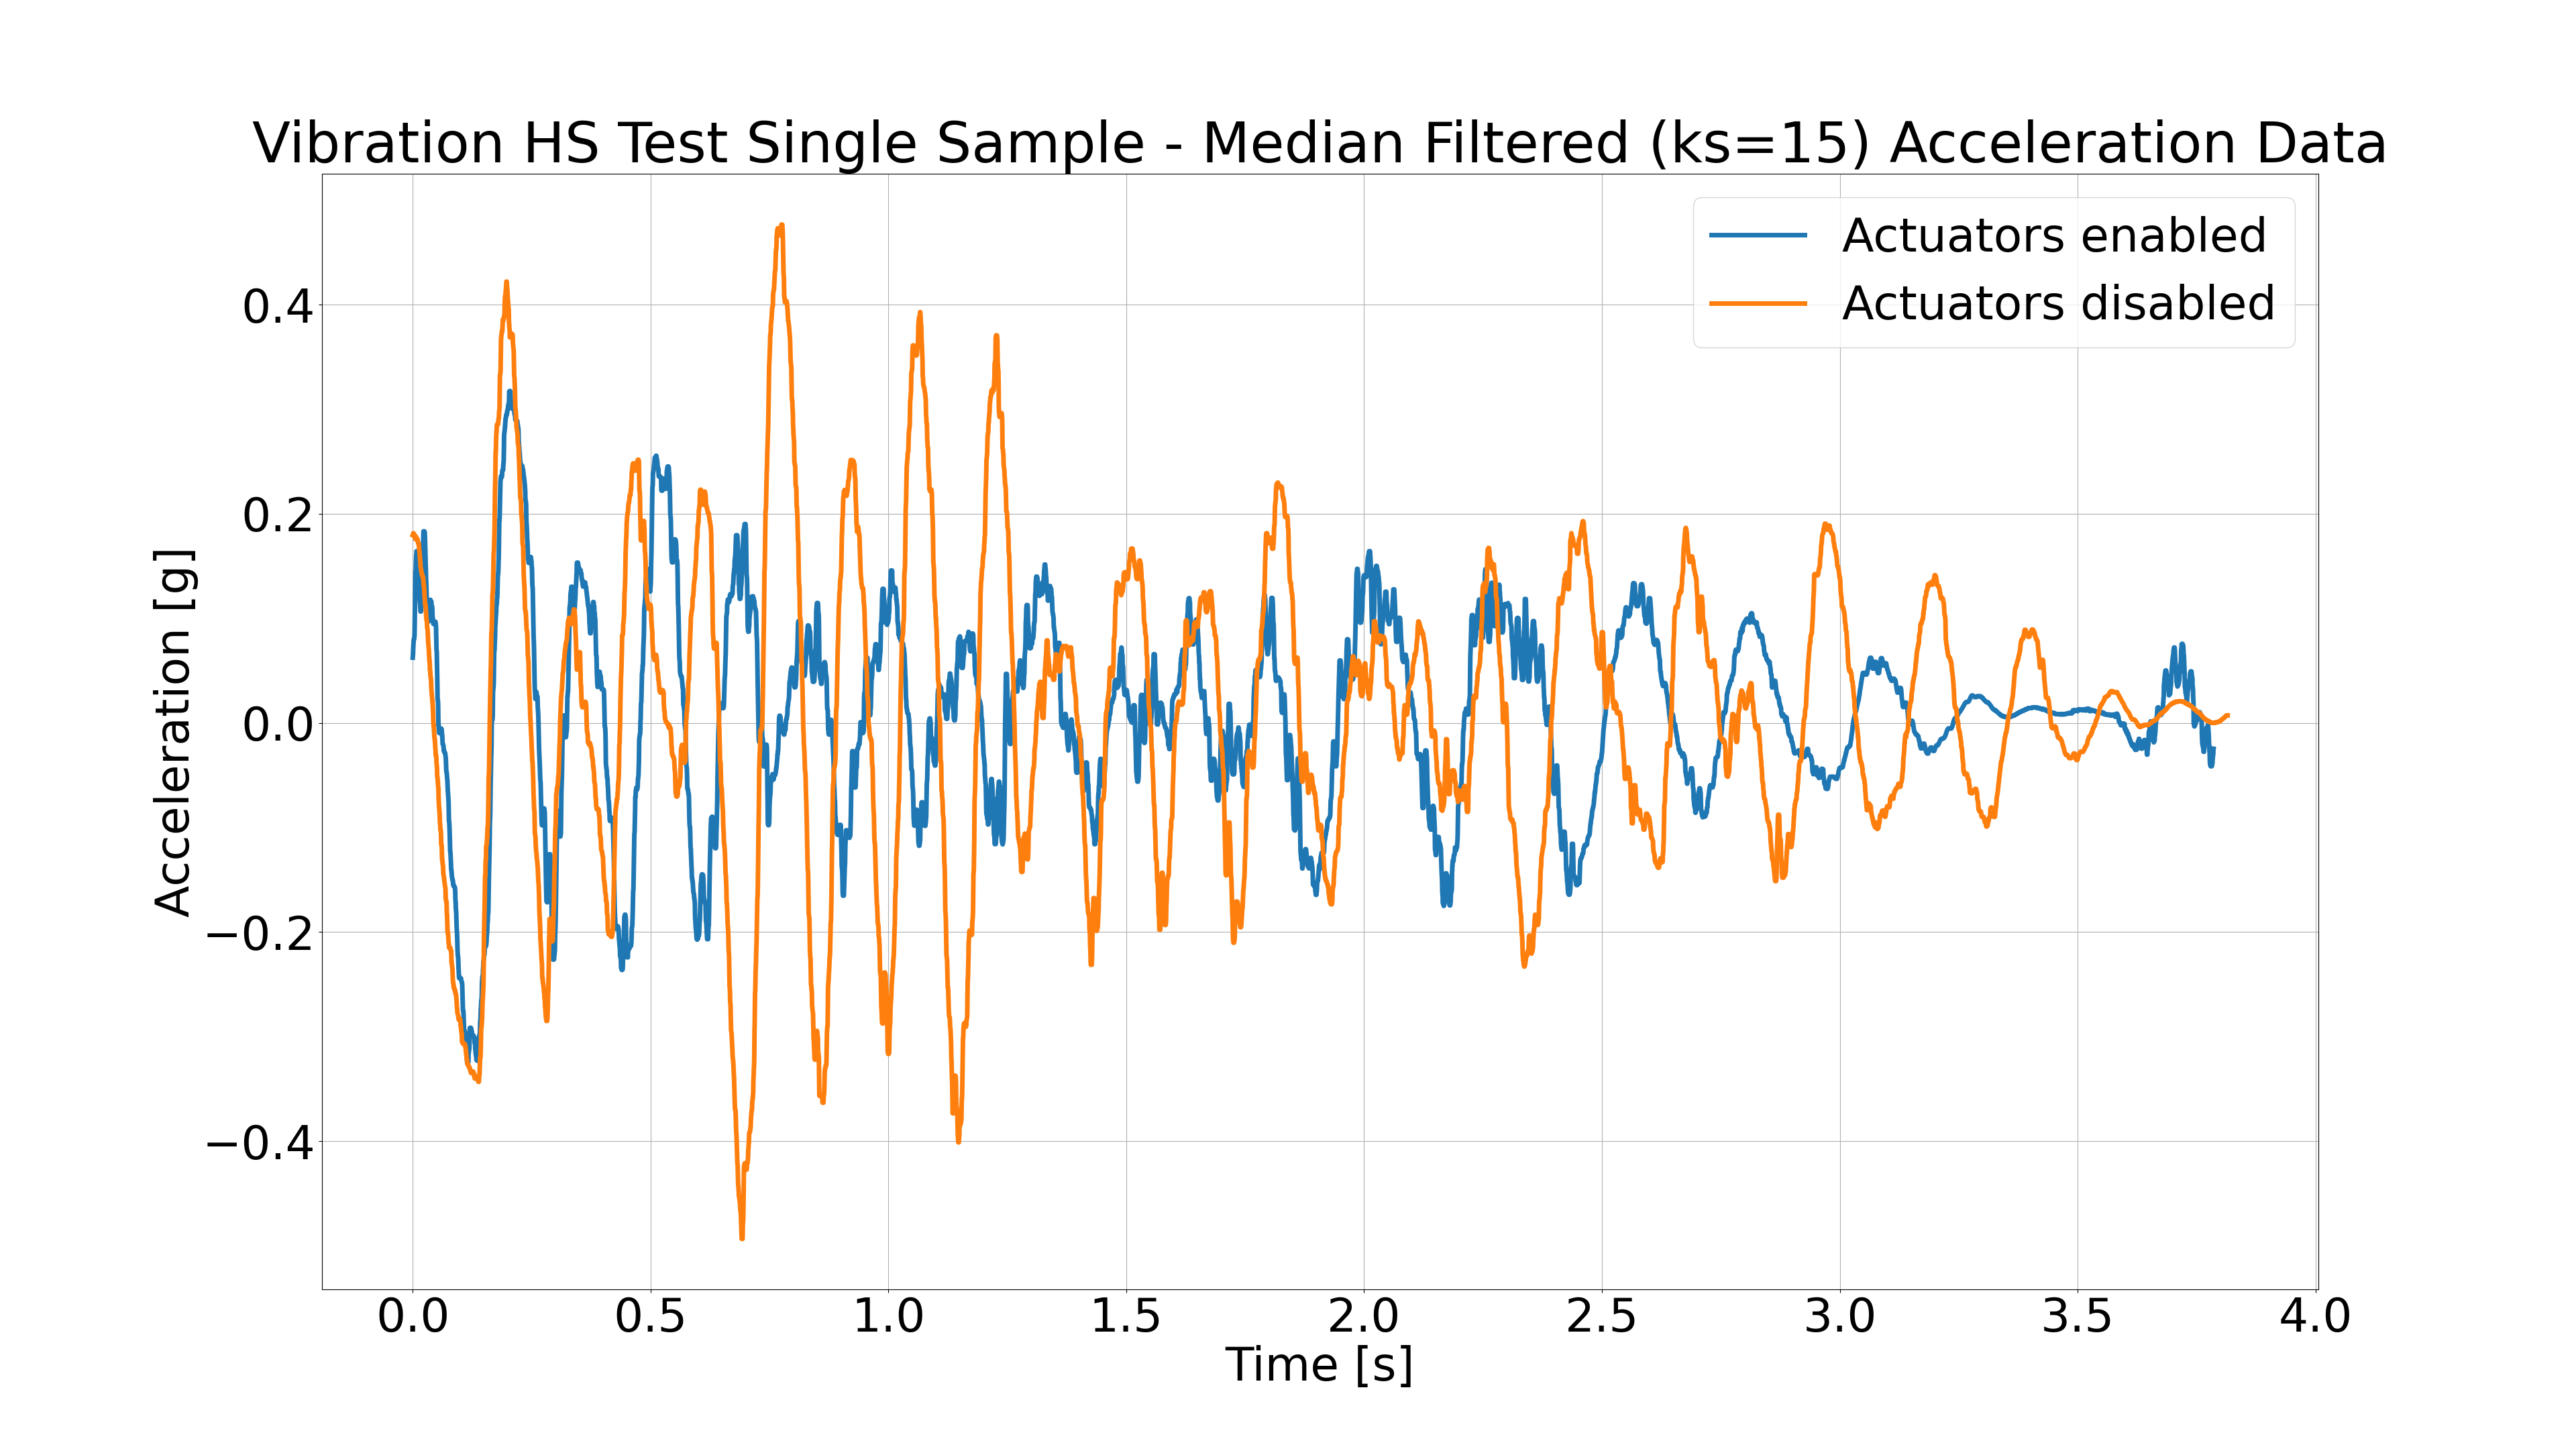 Vibration HS Test Single Sample - Median Filtered (ks=15) Acceleration Data
Actuators enabled
Actuators disabled
Acceleration [g]
0.4
0.2
0.0
−0.2
−0.4
0.0 0.5 1.0 1.5 2.0 2.5 3.0 3.5 4.0
Time [s]